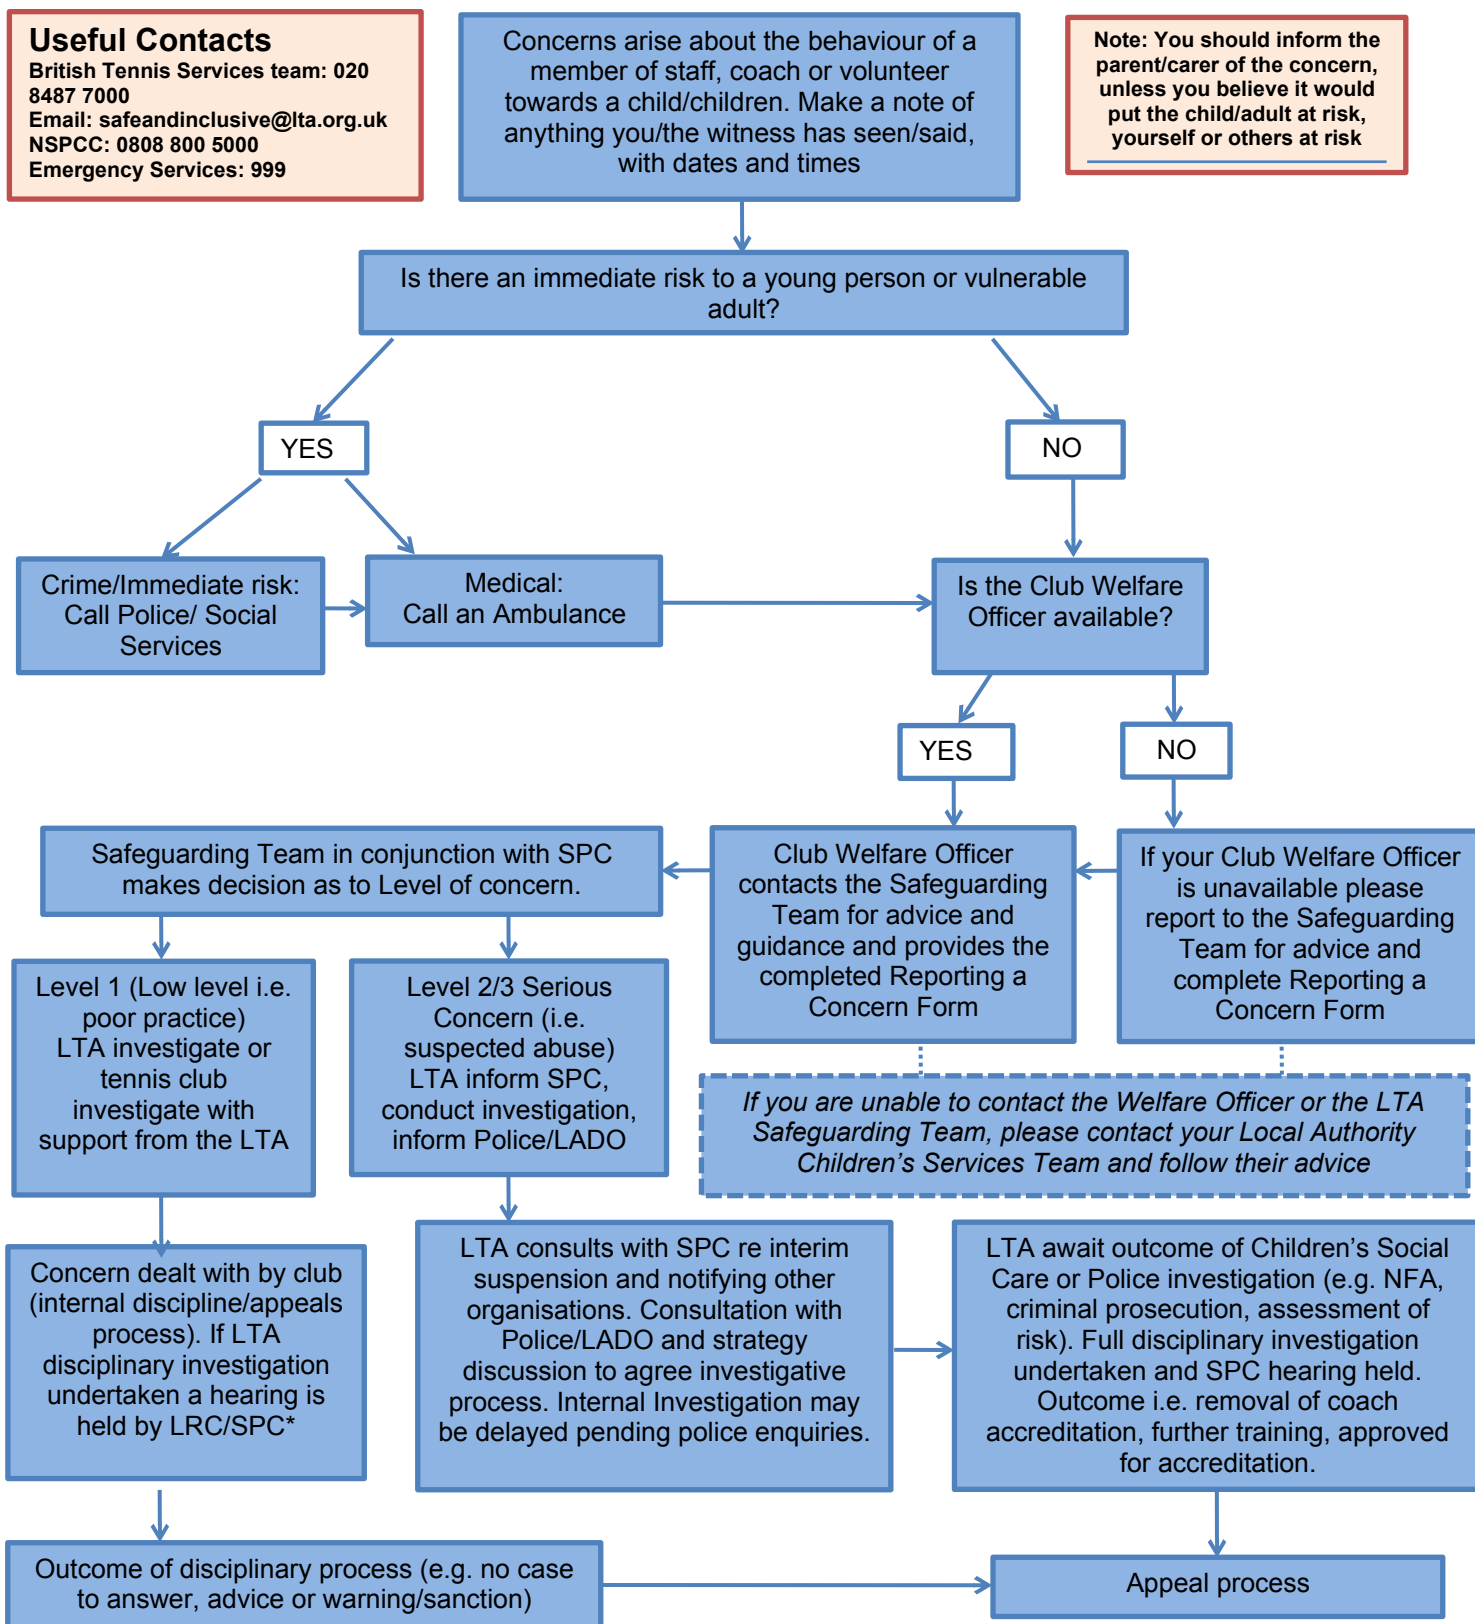 Useful Contacts
British Tennis Services team: 020
8487 7000
Email: safeandinclusive@lta.org.uk
NSPCC: 0808 800 5000
Emergency Services: 999
Concerns arise about the behaviour of a
member of staff, coach or volunteer
towards a child/children. Make a note of
anything you/the witness has seen/said,
with dates and times
Note: You should inform the
parent/carer of the concern,
unless you believe it would
put the child/adult at risk,
yourself or others at risk
Is there an immediate risk to a young person or vulnerable
adult?
YES
NO
Crime/Immediate risk:
Call Police/ Social
Services
Medical:
Call an Ambulance
Is the Club Welfare
Officer available?
YES
NO
Safeguarding Team in conjunction with SPC
makes decision as to Level of concern.
Club Welfare Officer
contacts the Safeguarding
Team for advice and
guidance and provides the
completed Reporting a
Concern Form
If your Club Welfare Officer
is unavailable please
report to the Safeguarding
Team for advice and
complete Reporting a
Concern Form
Level 1 (Low level i.e.
poor practice)
LTA investigate or
tennis club
investigate with
support from the LTA
Level 2/3 Serious
Concern (i.e.
suspected abuse)
LTA inform SPC,
conduct investigation,
inform Police/LADO
If you are unable to contact the Welfare Officer or the LTA
Safeguarding Team, please contact your Local Authority
Children’s Services Team and follow their advice
Concern dealt with by club
(internal discipline/appeals
process). If LTA
disciplinary investigation
undertaken a hearing is
held by LRC/SPC*
LTA consults with SPC re interim
suspension and notifying other
organisations. Consultation with
Police/LADO and strategy
discussion to agree investigative
process. Internal Investigation may
be delayed pending police enquiries.
LTA await outcome of Children’s Social
Care or Police investigation (e.g. NFA,
criminal prosecution, assessment of
risk). Full disciplinary investigation
undertaken and SPC hearing held.
Outcome i.e. removal of coach
accreditation, further training, approved
for accreditation.
Outcome of disciplinary process (e.g. no case
to answer, advice or warning/sanction)
Appeal process